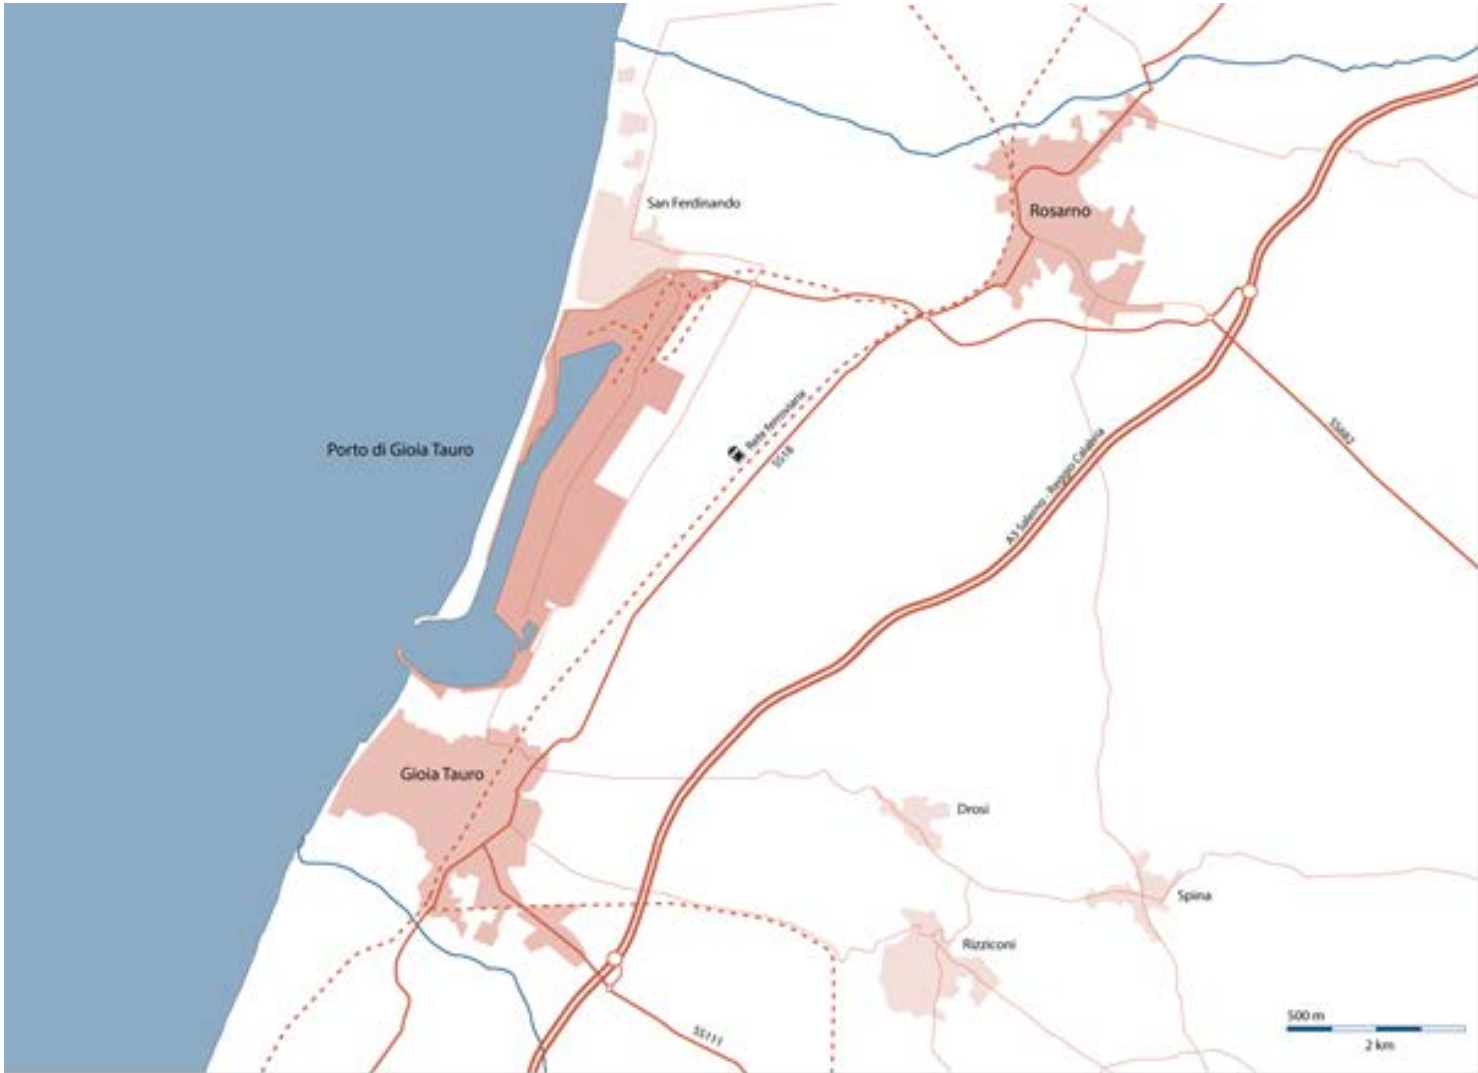 San Ferdinando
Rosarno
Porto di Gioia Tauro
Rete ferroviaria
SS18
SS682
A3 Salerno - Reggio Calabria
Gioia Tauro
Drosi
Spina
Rizziconi
500 m
2 km
SS111